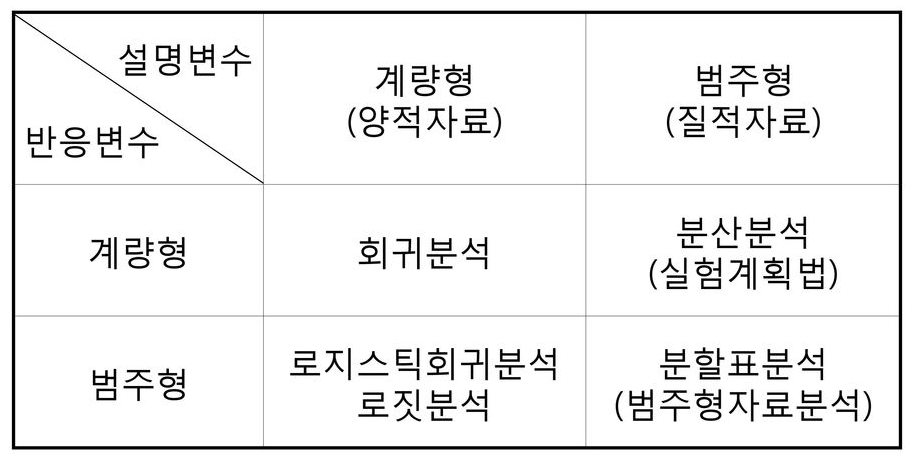 설명변수
반응변수
계량형
(양적자료)
범주형
(질적자료)
계량형
회귀분석
분산분석
(실험계획법)
범주형
로지스틱회귀분석
로짓분석
분할표분석
(범주형자료분석)